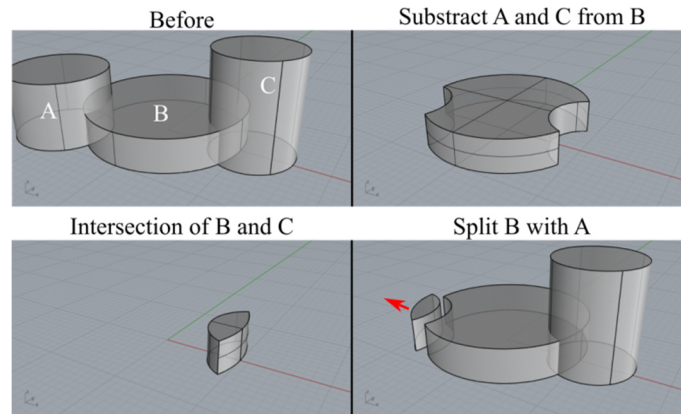 Before
Substract A and C from B
A
B
C
Intersection of B and C
Split B with A